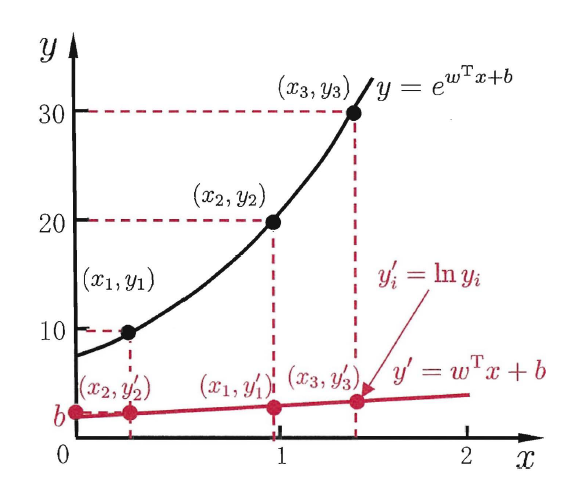 y
(x₃, y₃)
y = e^{wᵀx+b}
30
(x₂, y₂)
20
(x₁, y₁)
y′ᵢ = ln yᵢ
10
(x₂, y′₂)
(x₁, y′₁)
(x₃, y′₃)
y′ = wᵀx + b
b
0
1
2
x